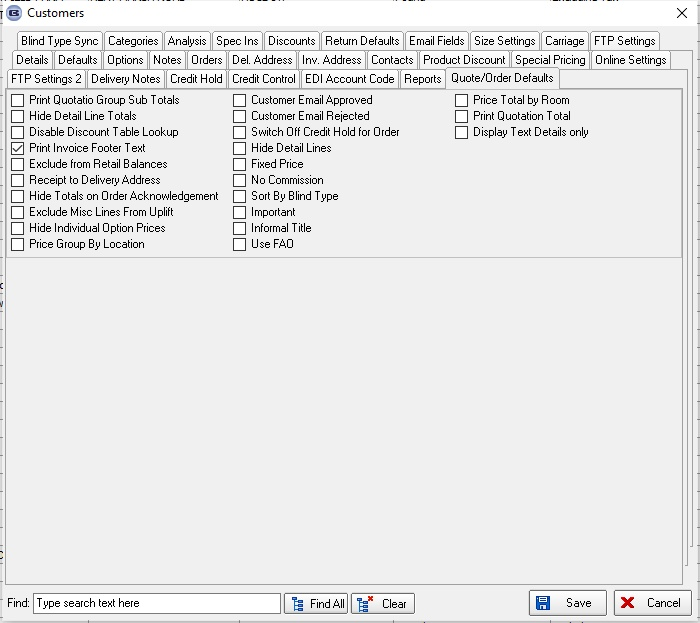 Customers
Blind Type Sync Categories Analysis Spec Ins Discounts Return Defaults Email Fields Size Settings Carriage FTP Settings
Details Defaults Options Notes Orders Del. Address Inv. Address Contacts Product Discount Special Pricing Online Settings
FTP Settings 2 Delivery Notes Credit Hold Credit Control EDI Account Code Reports Quote/Order Defaults
Print Quotatio Group Sub Totals
Hide Detail Line Totals
Disable Discount Table Lookup
Print Invoice Footer Text
Exclude from Retail Balances
Receipt to Delivery Address
Hide Totals on Order Acknowledgement
Exclude Misc Lines From Uplift
Hide Individual Option Prices
Price Group By Location
Customer Email Approved
Customer Email Rejected
Switch Off Credit Hold for Order
Hide Detail Lines
Fixed Price
No Commission
Sort By Blind Type
Important
Informal Title
Use FAO
Price Total by Room
Print Quotation Total
Display Text Details only
Find: Type search text here Find All Clear Save Cancel